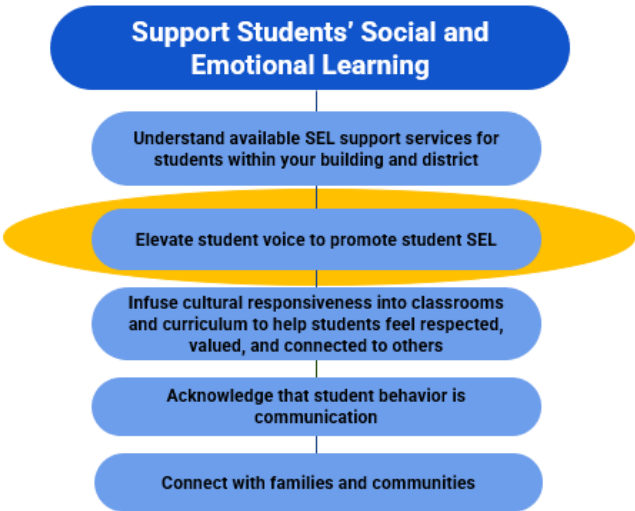 Support Students’ Social and
Emotional Learning
Understand available SEL support services for
students within your building and district
Elevate student voice to promote student SEL
Infuse cultural responsiveness into classrooms
and curriculum to help students feel respected,
valued, and connected to others
Acknowledge that student behavior is
communication
Connect with families and communities